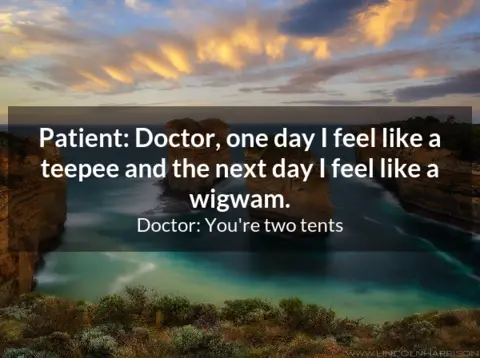 Patient: Doctor, one day I feel like a
teepee and the next day I feel like a
wigwam.
Doctor: You're two tents
WWW.LINCOLNHARRISON